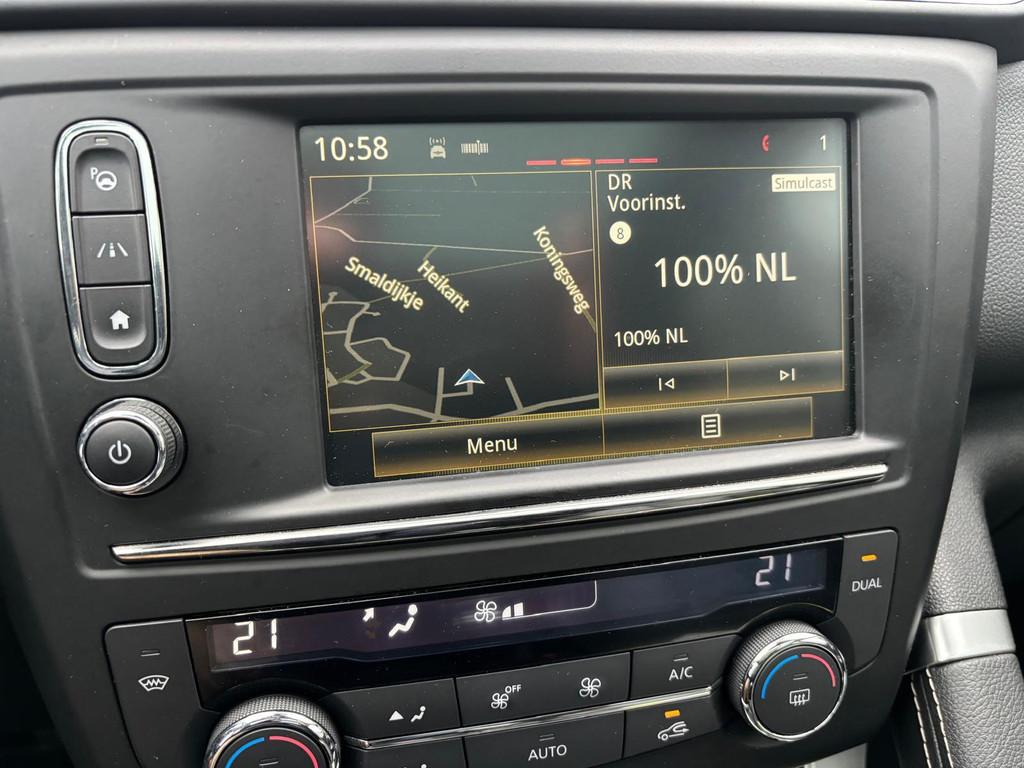 10:58
1
DR
Simulcast
Voorinst.
8
100% NL
Koningsweg
Heikant
Smaldijkje
100% NL
Menu
P
21
21
DUAL
OFF
A/C
AUTO